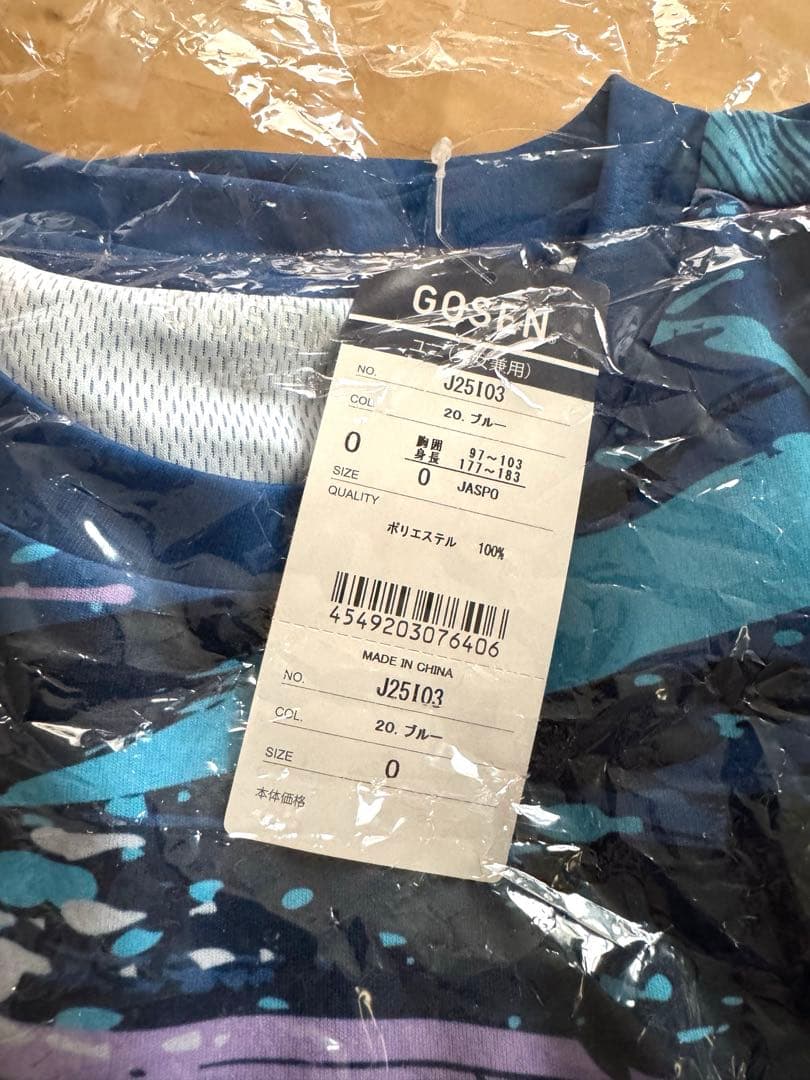 GOSEN
NO. J25I03
COL. 20. ブルー
0 胸囲 97~103
身長 177~183
SIZE 0 JASPO
QUALITY
ポリエステル 100%
4549203076406
MADE IN CHINA
NO. J25I03
COL. 20. ブルー
SIZE 0
本体価格